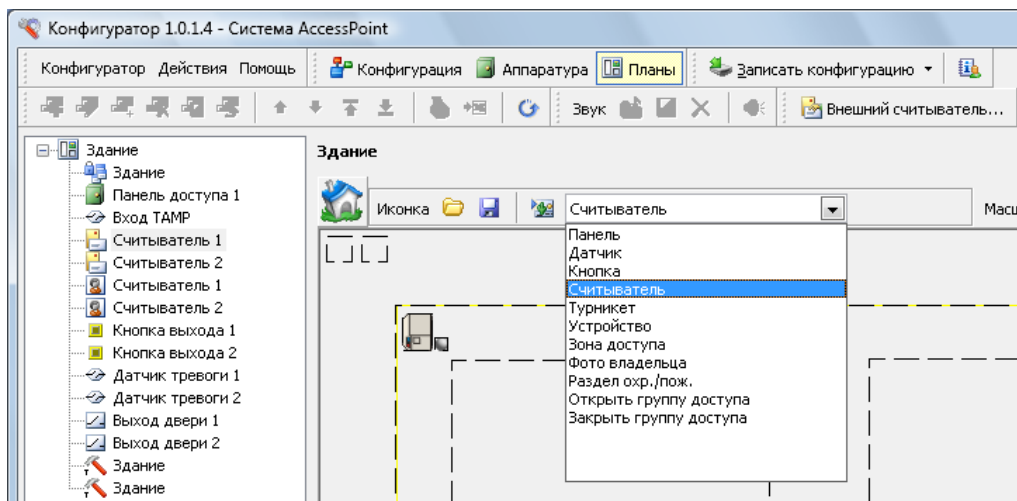 Конфигуратор 1.0.1.4 - Система AccessPoint
Конфигуратор Действия Помощь Конфигурация Аппаратура Планы Записать конфигурацию
Звук Внешний считыватель...
Здание
Здание
Панель доступа 1
Вход TAMP
Считыватель 1
Считыватель 2
Считыватель 1
Считыватель 2
Кнопка выхода 1
Кнопка выхода 2
Датчик тревоги 1
Датчик тревоги 2
Выход двери 1
Выход двери 2
Здание
Здание
Здание
Иконка Считыватель Масш
Панель
Датчик
Кнопка
Считыватель
Турникет
Устройство
Зона доступа
Фото владельца
Раздел охр./пож.
Открыть группу доступа
Закрыть группу доступа